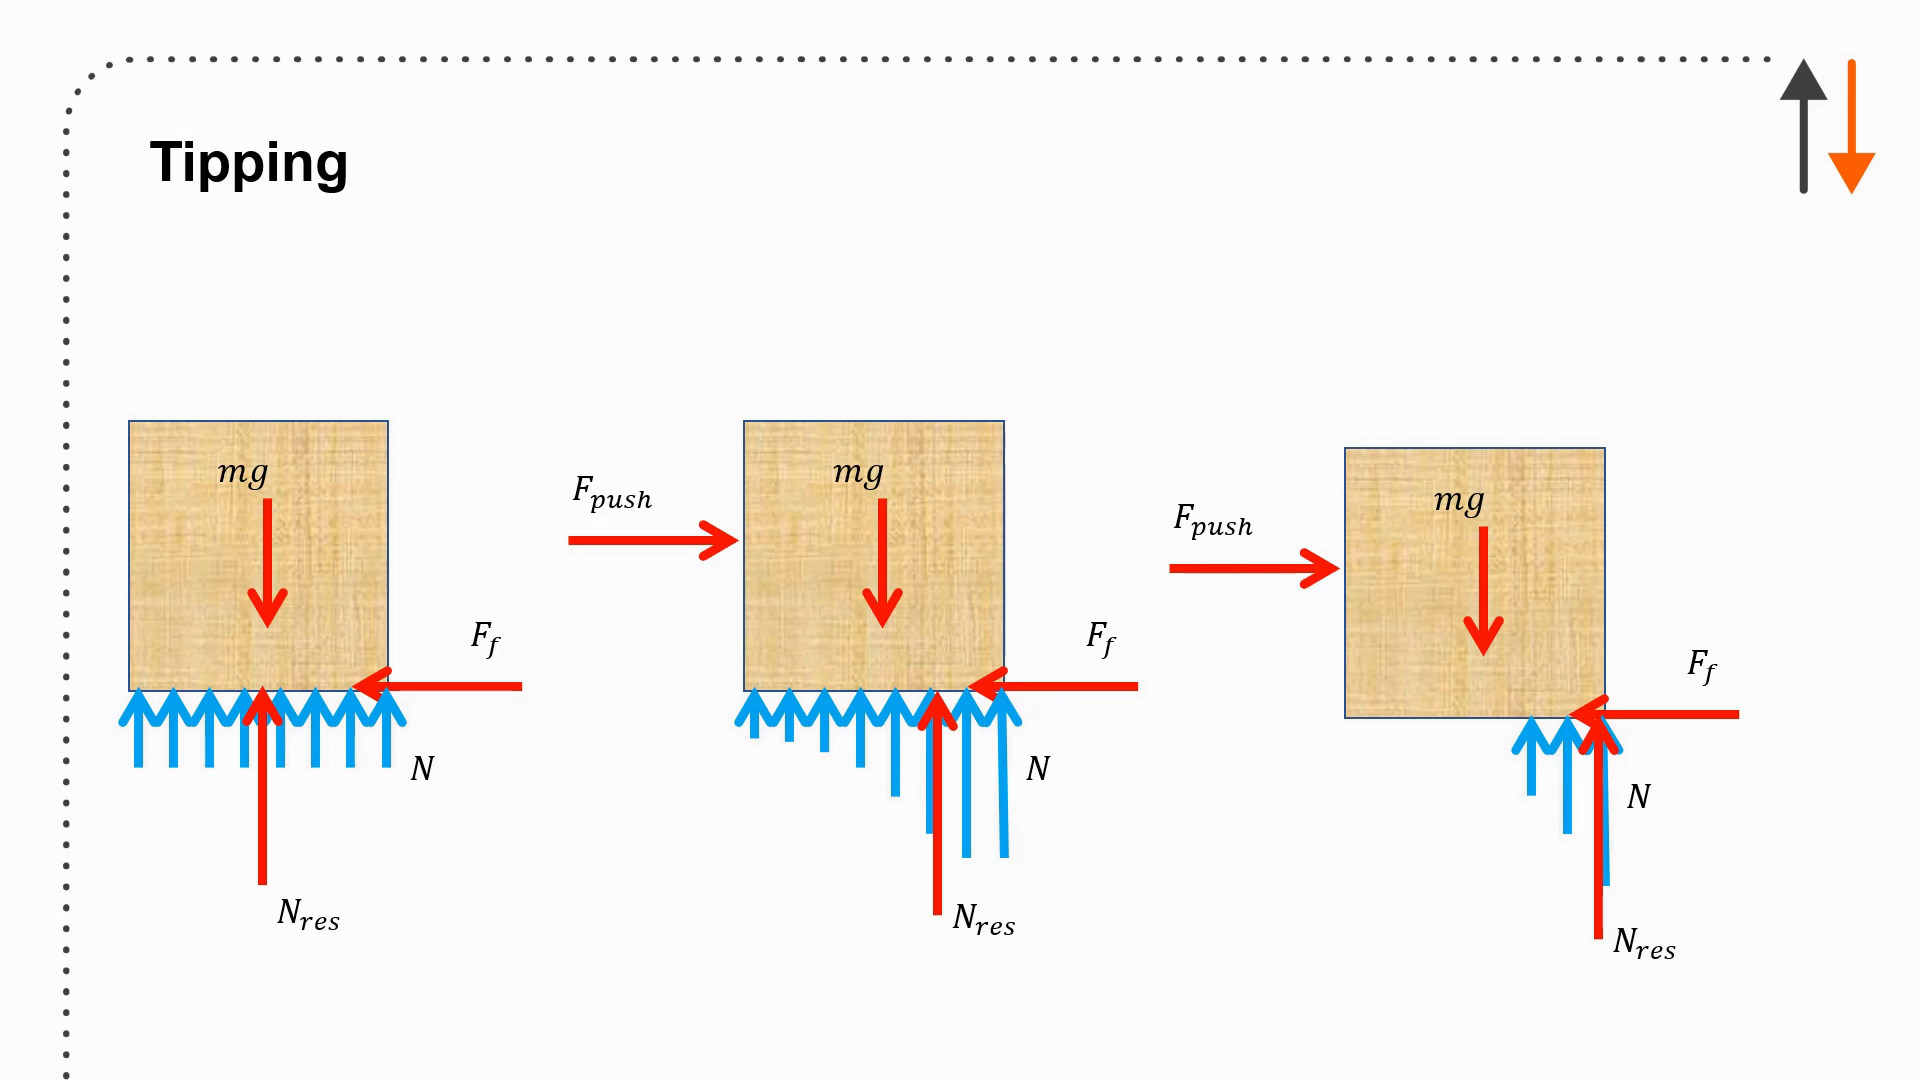 Tipping
mg
F_f
N
N_res
F_push
mg
F_f
N
N_res
F_push
mg
F_f
N
N_res